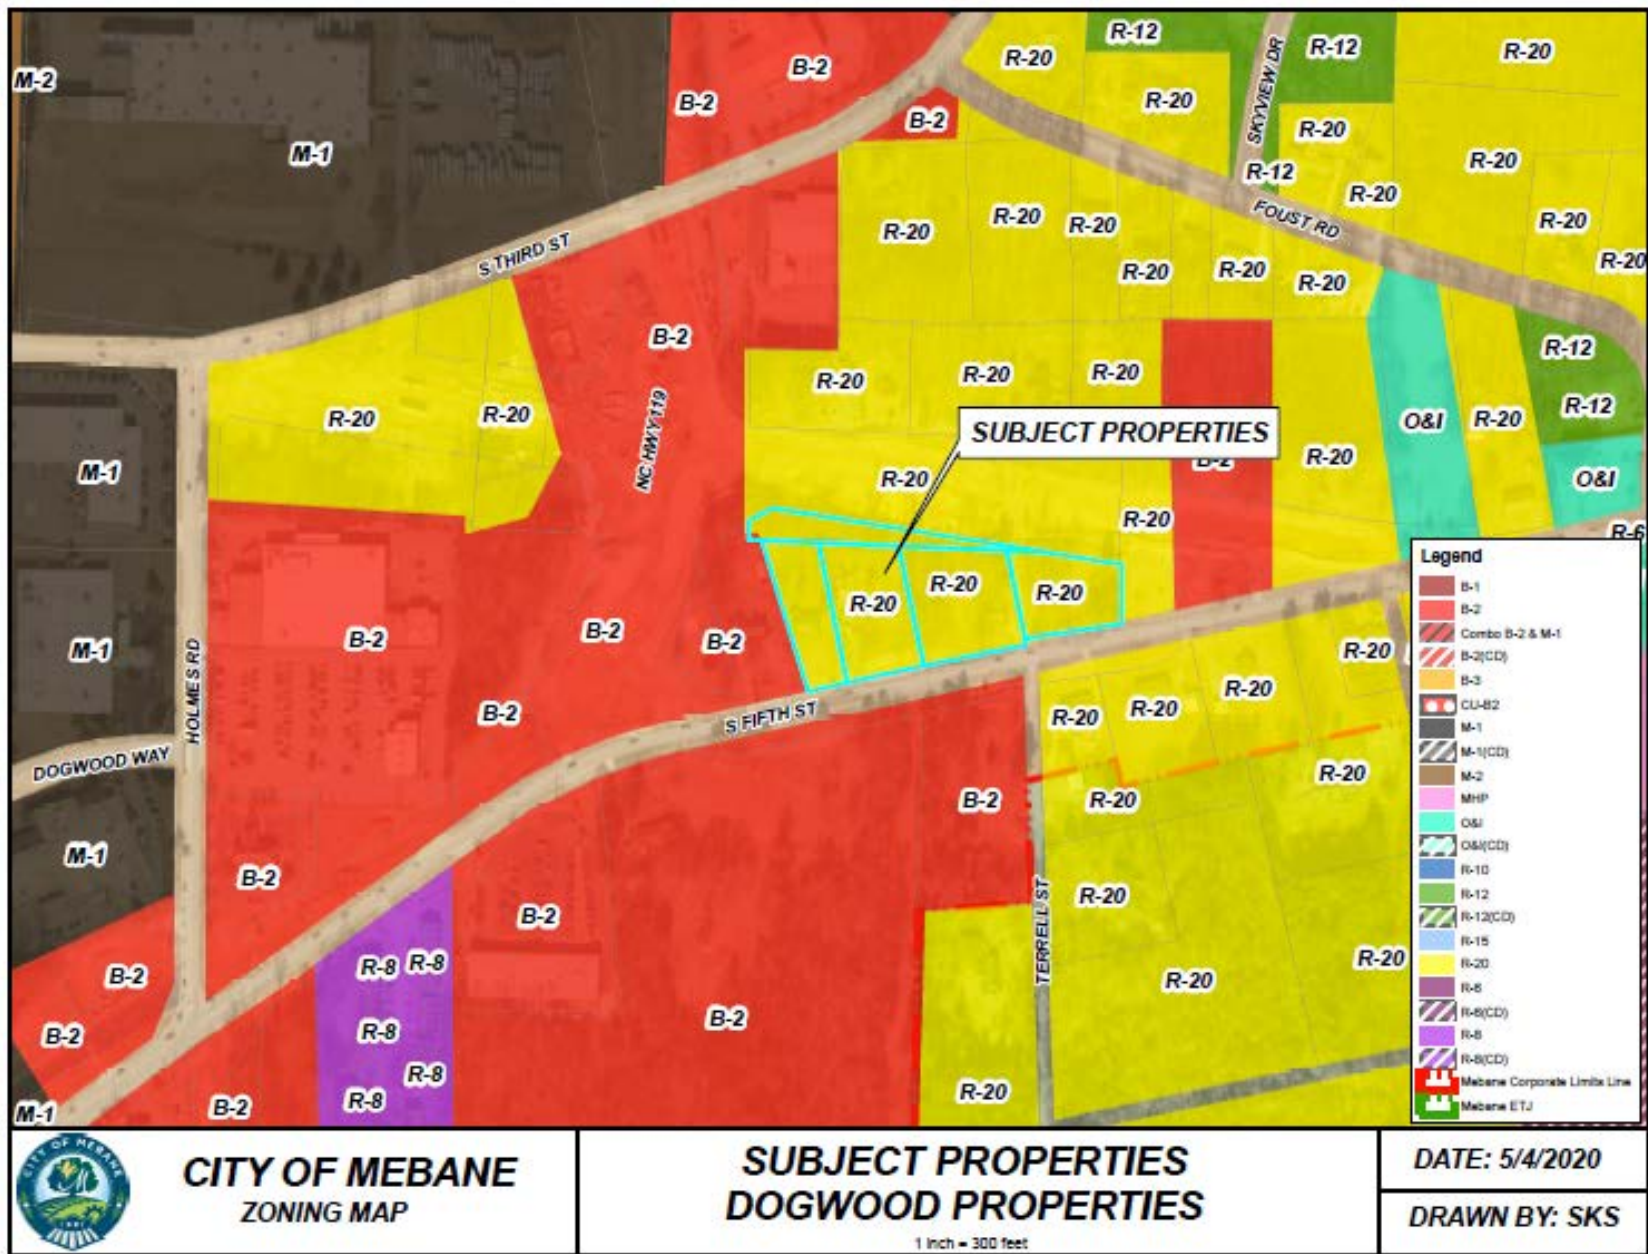 M-2
M-1
B-2
B-2
B-2
R-20
R-12
R-20
SKYVIEW DR
R-12
R-20
R-20
R-20
R-12
R-20
R-20
R-20
R-20
FOUST RD
S THIRD ST
R-20
R-20
R-20
R-20
R-20
R-20
B-2
NC HWY 119
R-20
R-20
R-20
R-20
R-20
SUBJECT PROPERTIES
B-2
R-20
R-20
R-20
O&I
R-20
R-12
R-12
O&I
R-6
M-1
M-1
M-1
HOLMES RD
DOGWOOD WAY
B-2
B-2
B-2
B-2
R-20
R-20
R-20
S FIFTH ST
B-2
R-20
R-20
R-20
R-20
R-20
R-20
R-20
R-20
R-20
TERRELL ST
R-20
B-2
B-2
B-2
B-2
B-2
R-8
R-8
R-8
R-8
R-8
B-2
M-1
Legend
B-1
B-2
Combo B-2 & M-1
B-2(CD)
B-3
CU-B2
M-1
M-1(CD)
M-2
MHP
O&I
O&I(CD)
R-10
R-12
R-12(CD)
R-15
R-20
R-6
R-6(CD)
R-8
R-8(CD)
Mebane Corporate Limits Line
Mebane ETJ
CITY OF MEBANE
CITY OF MEBANE
ZONING MAP
SUBJECT PROPERTIES
DOGWOOD PROPERTIES
1 inch = 300 feet
DATE: 5/4/2020
DRAWN BY: SKS